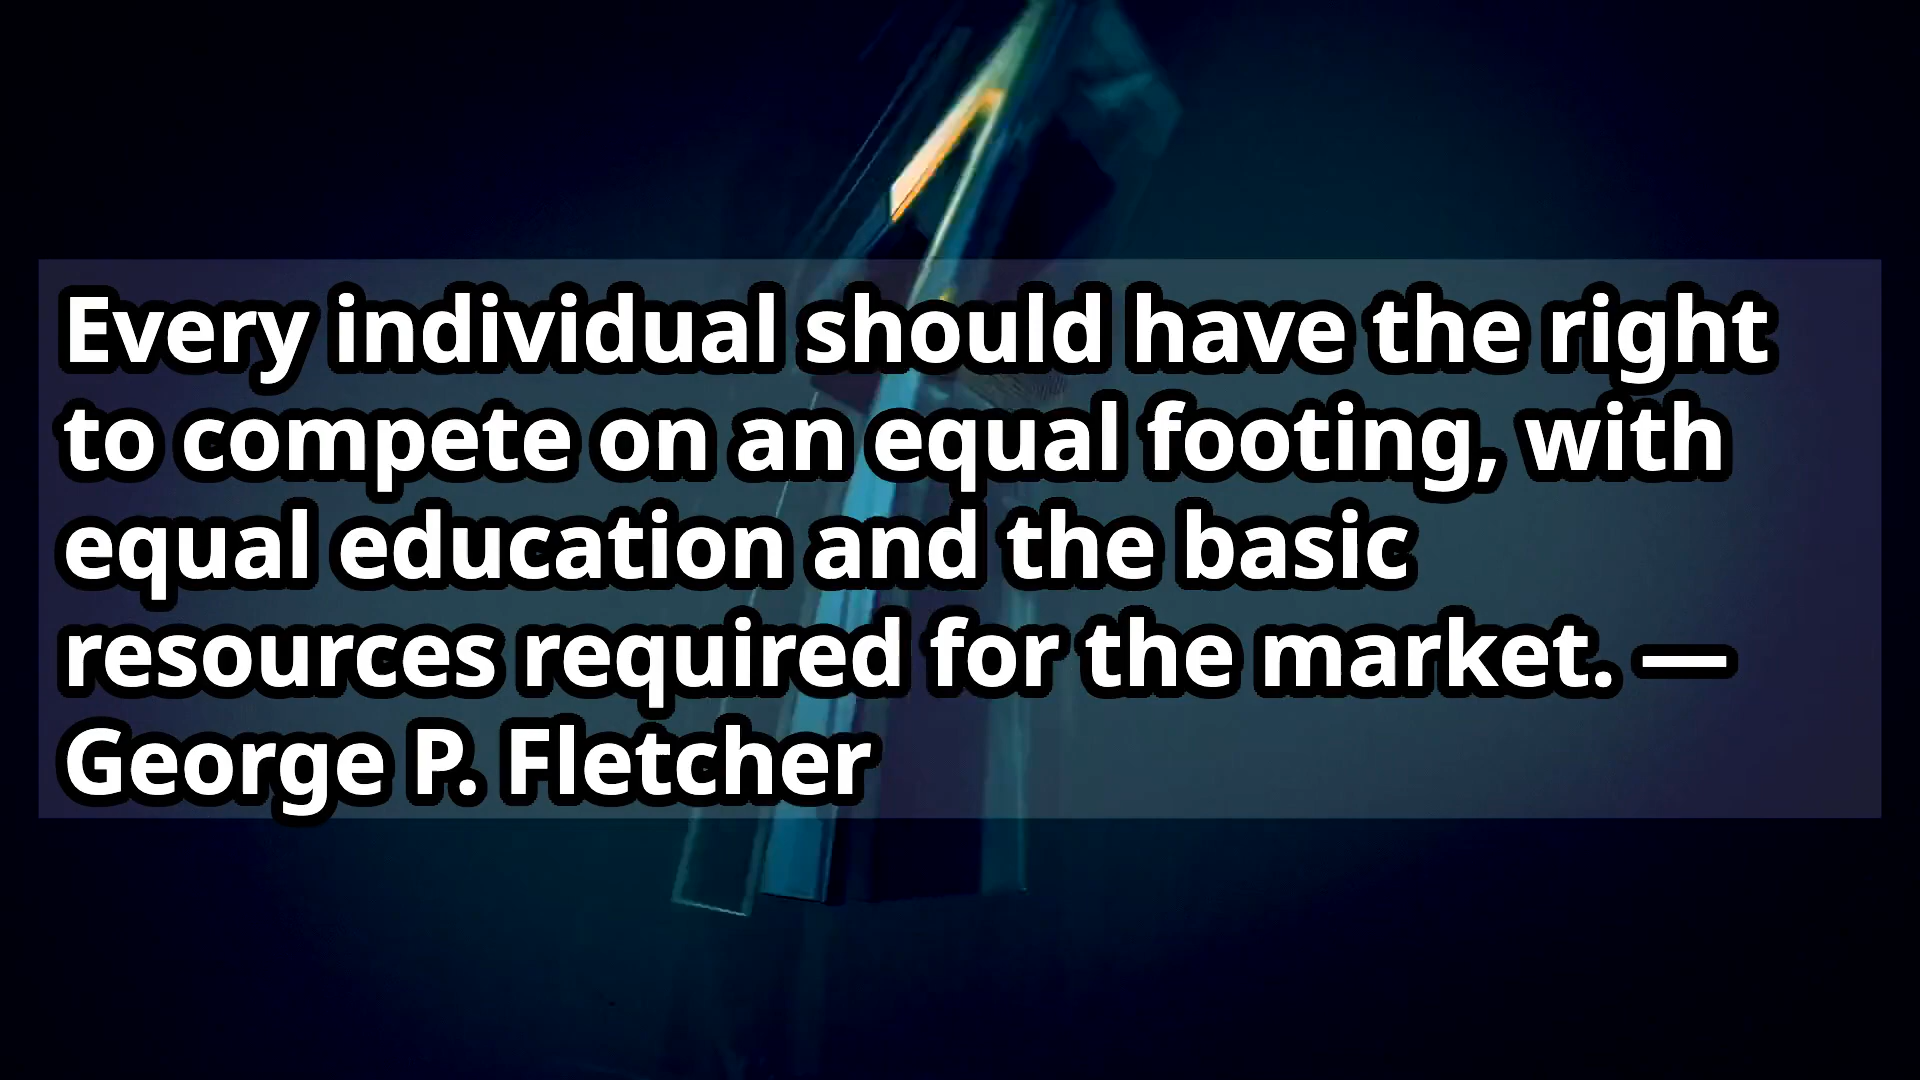 Every individual should have the right
to compete on an equal footing, with
equal education and the basic
resources required for the market. —
George P. Fletcher